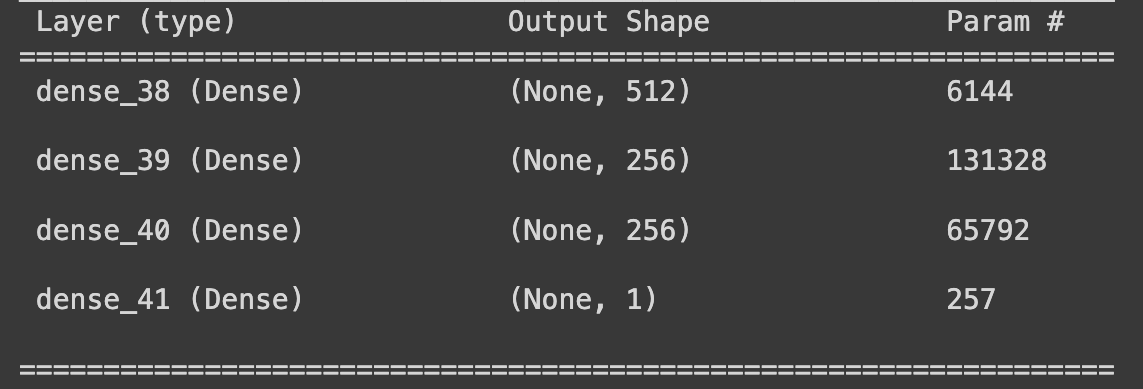 Layer (type) Output Shape Param #
=================================================================
dense_38 (Dense) (None, 512) 6144
dense_39 (Dense) (None, 256) 131328
dense_40 (Dense) (None, 256) 65792
dense_41 (Dense) (None, 1) 257
=================================================================